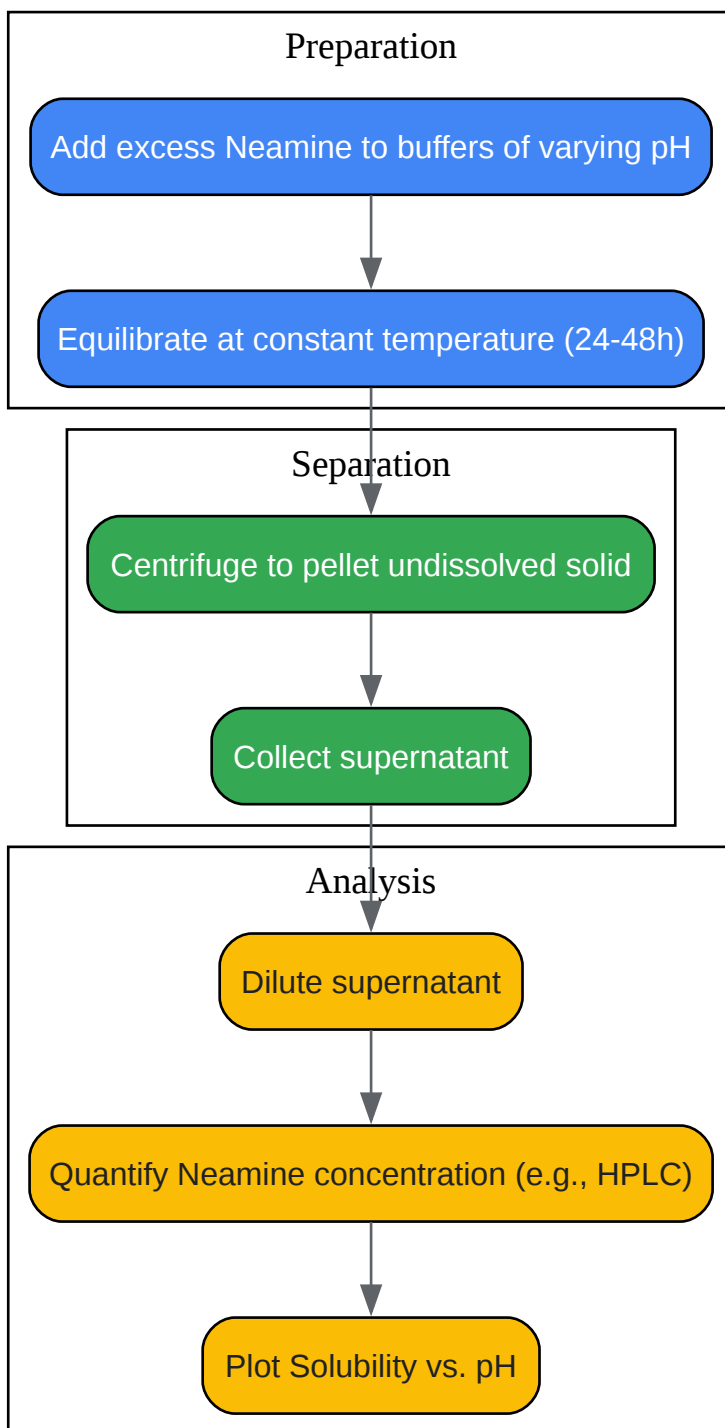 Preparation
Add excess Neamine to buffers of varying pH
Equilibrate at constant temperature (24-48h)
Separation
Centrifuge to pellet undissolved solid
Collect supernatant
Analysis
Dilute supernatant
Quantify Neamine concentration (e.g., HPLC)
Plot Solubility vs. pH